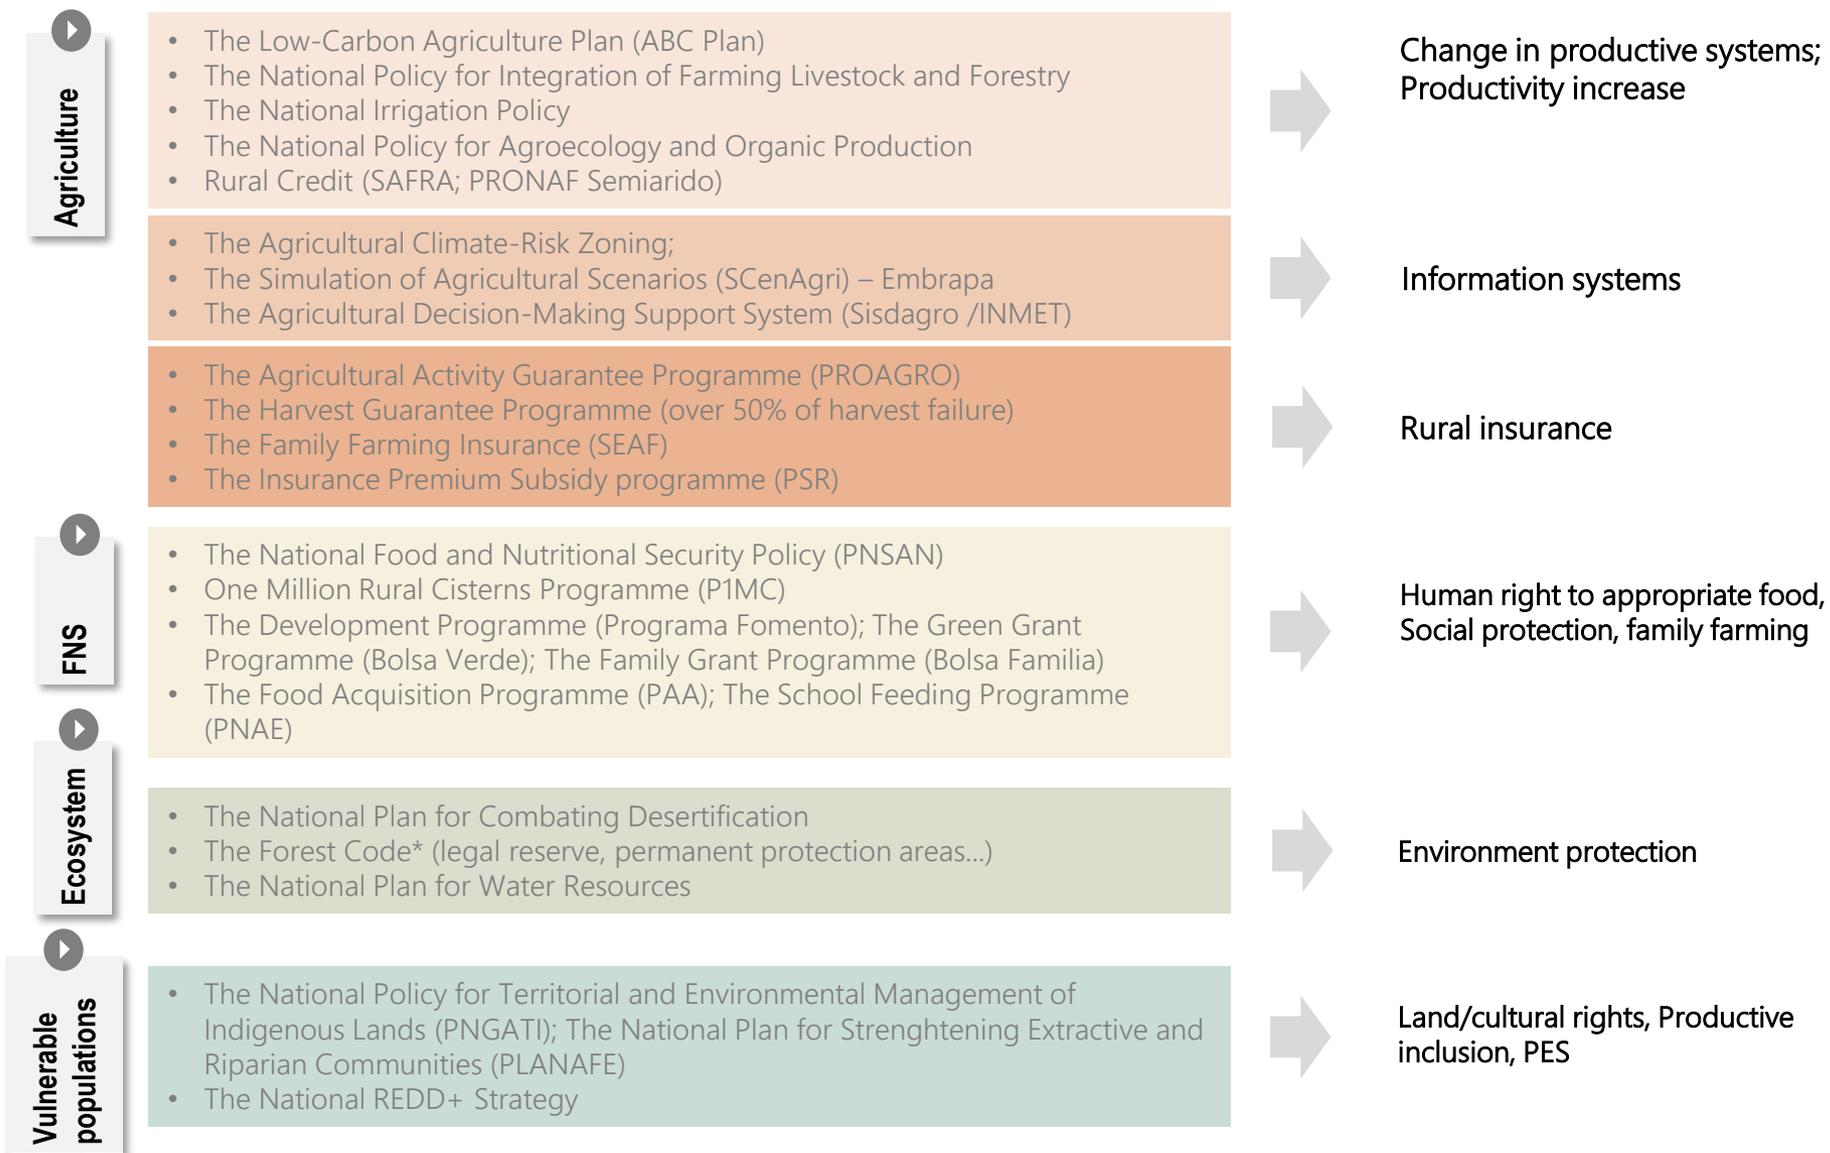 Agriculture
• The Low-Carbon Agriculture Plan (ABC Plan)
• The National Policy for Integration of Farming Livestock and Forestry
• The National Irrigation Policy
• The National Policy for Agroecology and Organic Production
• Rural Credit (SAFRA; PRONAF Semiarido)
Change in productive systems;
Productivity increase
• The Agricultural Climate-Risk Zoning;
• The Simulation of Agricultural Scenarios (SCenAgri) – Embrapa
• The Agricultural Decision-Making Support System (Sisdagro /INMET)
Information systems
• The Agricultural Activity Guarantee Programme (PROAGRO)
• The Harvest Guarantee Programme (over 50% of harvest failure)
• The Family Farming Insurance (SEAF)
• The Insurance Premium Subsidy programme (PSR)
Rural insurance
FNS
• The National Food and Nutritional Security Policy (PNSAN)
• One Million Rural Cisterns Programme (P1MC)
• The Development Programme (Programa Fomento); The Green Grant
Programme (Bolsa Verde); The Family Grant Programme (Bolsa Familia)
• The Food Acquisition Programme (PAA); The School Feeding Programme
(PNAE)
Human right to appropriate food,
Social protection, family farming
Ecosystem
• The National Plan for Combating Desertification
• The Forest Code* (legal reserve, permanent protection areas...)
• The National Plan for Water Resources
Environment protection
Vulnerable
populations
• The National Policy for Territorial and Environmental Management of
Indigenous Lands (PNGATI); The National Plan for Strenghtening Extractive and
Riparian Communities (PLANAFE)
• The National REDD+ Strategy
Land/cultural rights, Productive
inclusion, PES